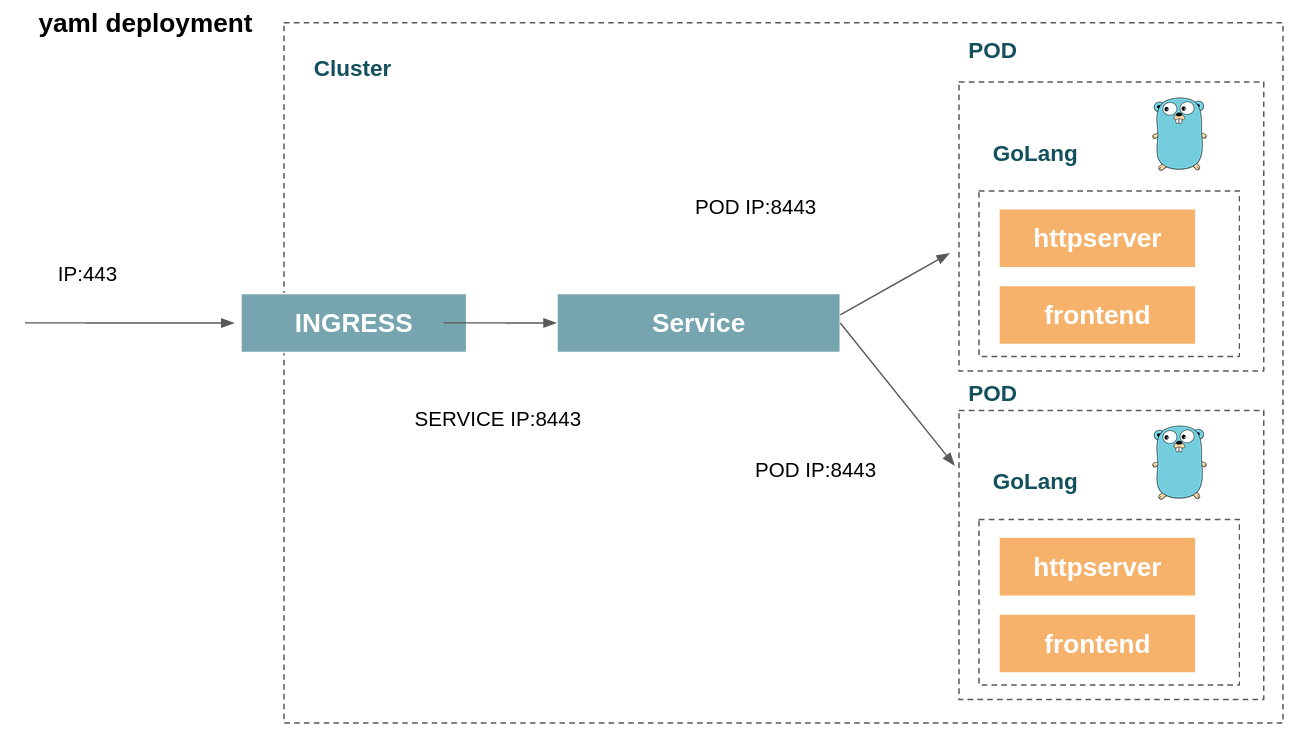 yaml deployment
Cluster
POD
GoLang
httpserver
frontend
POD IP:8443
IP:443
INGRESS
Service
SERVICE IP:8443
POD IP:8443
POD
GoLang
httpserver
frontend